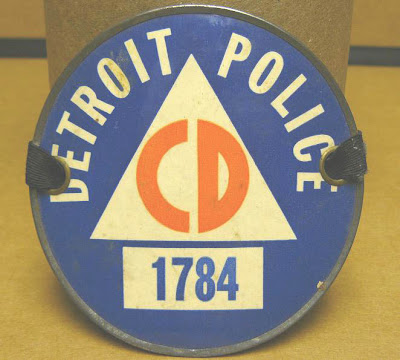 DETROIT POLICE
CD
1784